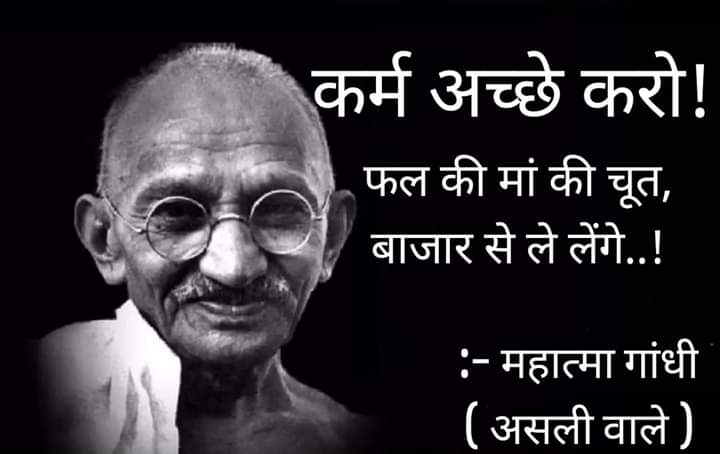 कर्म अच्छे करो!
फल की मां की चूत,
बाजार से ले लेंगे..!
:- महात्मा गांधी
( असली वाले )